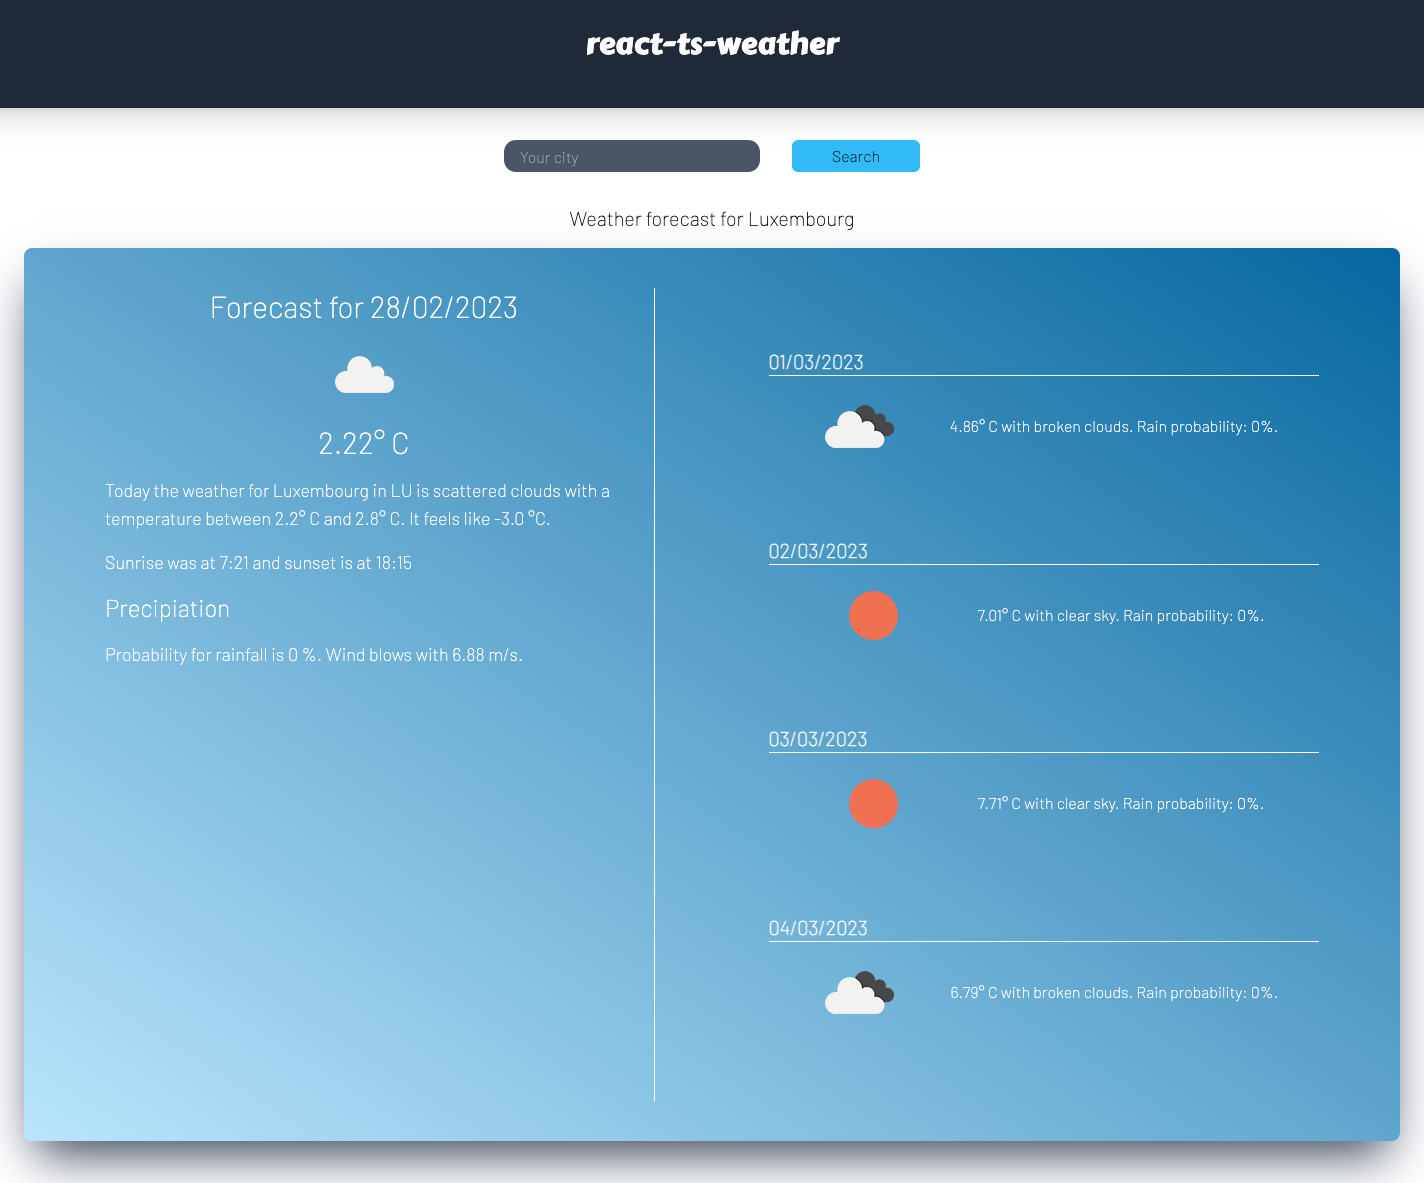 react-ts-weather
Your city
Search
Weather forecast for Luxembourg
Forecast for 28/02/2023
2.22° C
Today the weather for Luxembourg in LU is scattered clouds with a
temperature between 2.2° C and 2.8° C. It feels like -3.0 °C.
Sunrise was at 7:21 and sunset is at 18:15
Precipiation
Probability for rainfall is 0 %. Wind blows with 6.88 m/s.
01/03/2023
4.86° C with broken clouds. Rain probability: 0%.
02/03/2023
7.01° C with clear sky. Rain probability: 0%.
03/03/2023
7.71° C with clear sky. Rain probability: 0%.
04/03/2023
6.79° C with broken clouds. Rain probability: 0%.